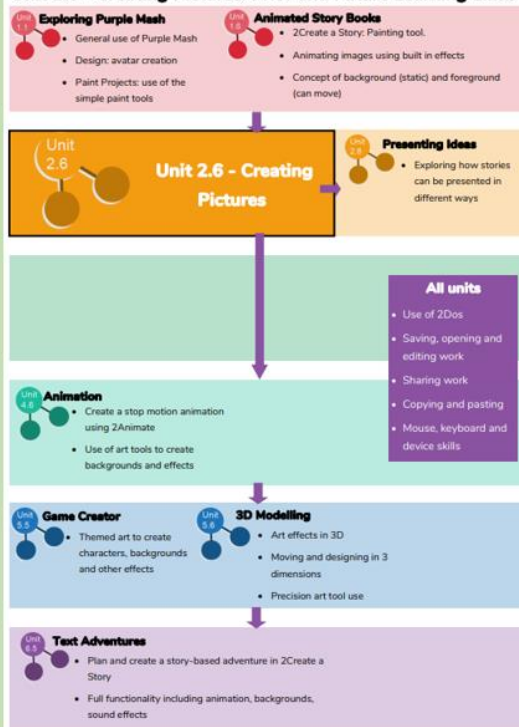 Unit
1.1
Exploring Purple Mash
• General use of Purple Mash
• Design: avatar creation
• Paint Projects: use of the
simple paint tools
Unit
1.6
Animated Story Books
• 2Create a Story: Painting tool.
• Animating images using built in effects
• Concept of background (static) and foreground
(can move)
Unit
2.6
Unit 2.6 - Creating
Pictures
Unit
2.8
Presenting Ideas
• Exploring how stories
can be presented in
different ways
All units
• Use of 2Dos
• Saving, opening and
editing work
• Sharing work
• Copying and pasting
• Mouse, keyboard and
device skills
Unit
4.6
Animation
• Create a stop motion animation
using 2Animate
• Use of art tools to create
backgrounds and effects
Unit
5.5
Game Creator
• Themed art to create
characters, backgrounds
and other effects
Unit
5.6
3D Modelling
• Art effects in 3D
• Moving and designing in 3
dimensions
• Precision art tool use
Unit
6.5
Text Adventures
• Plan and create a story-based adventure in 2Create a
Story
• Full functionality including animation, backgrounds,
sound effects